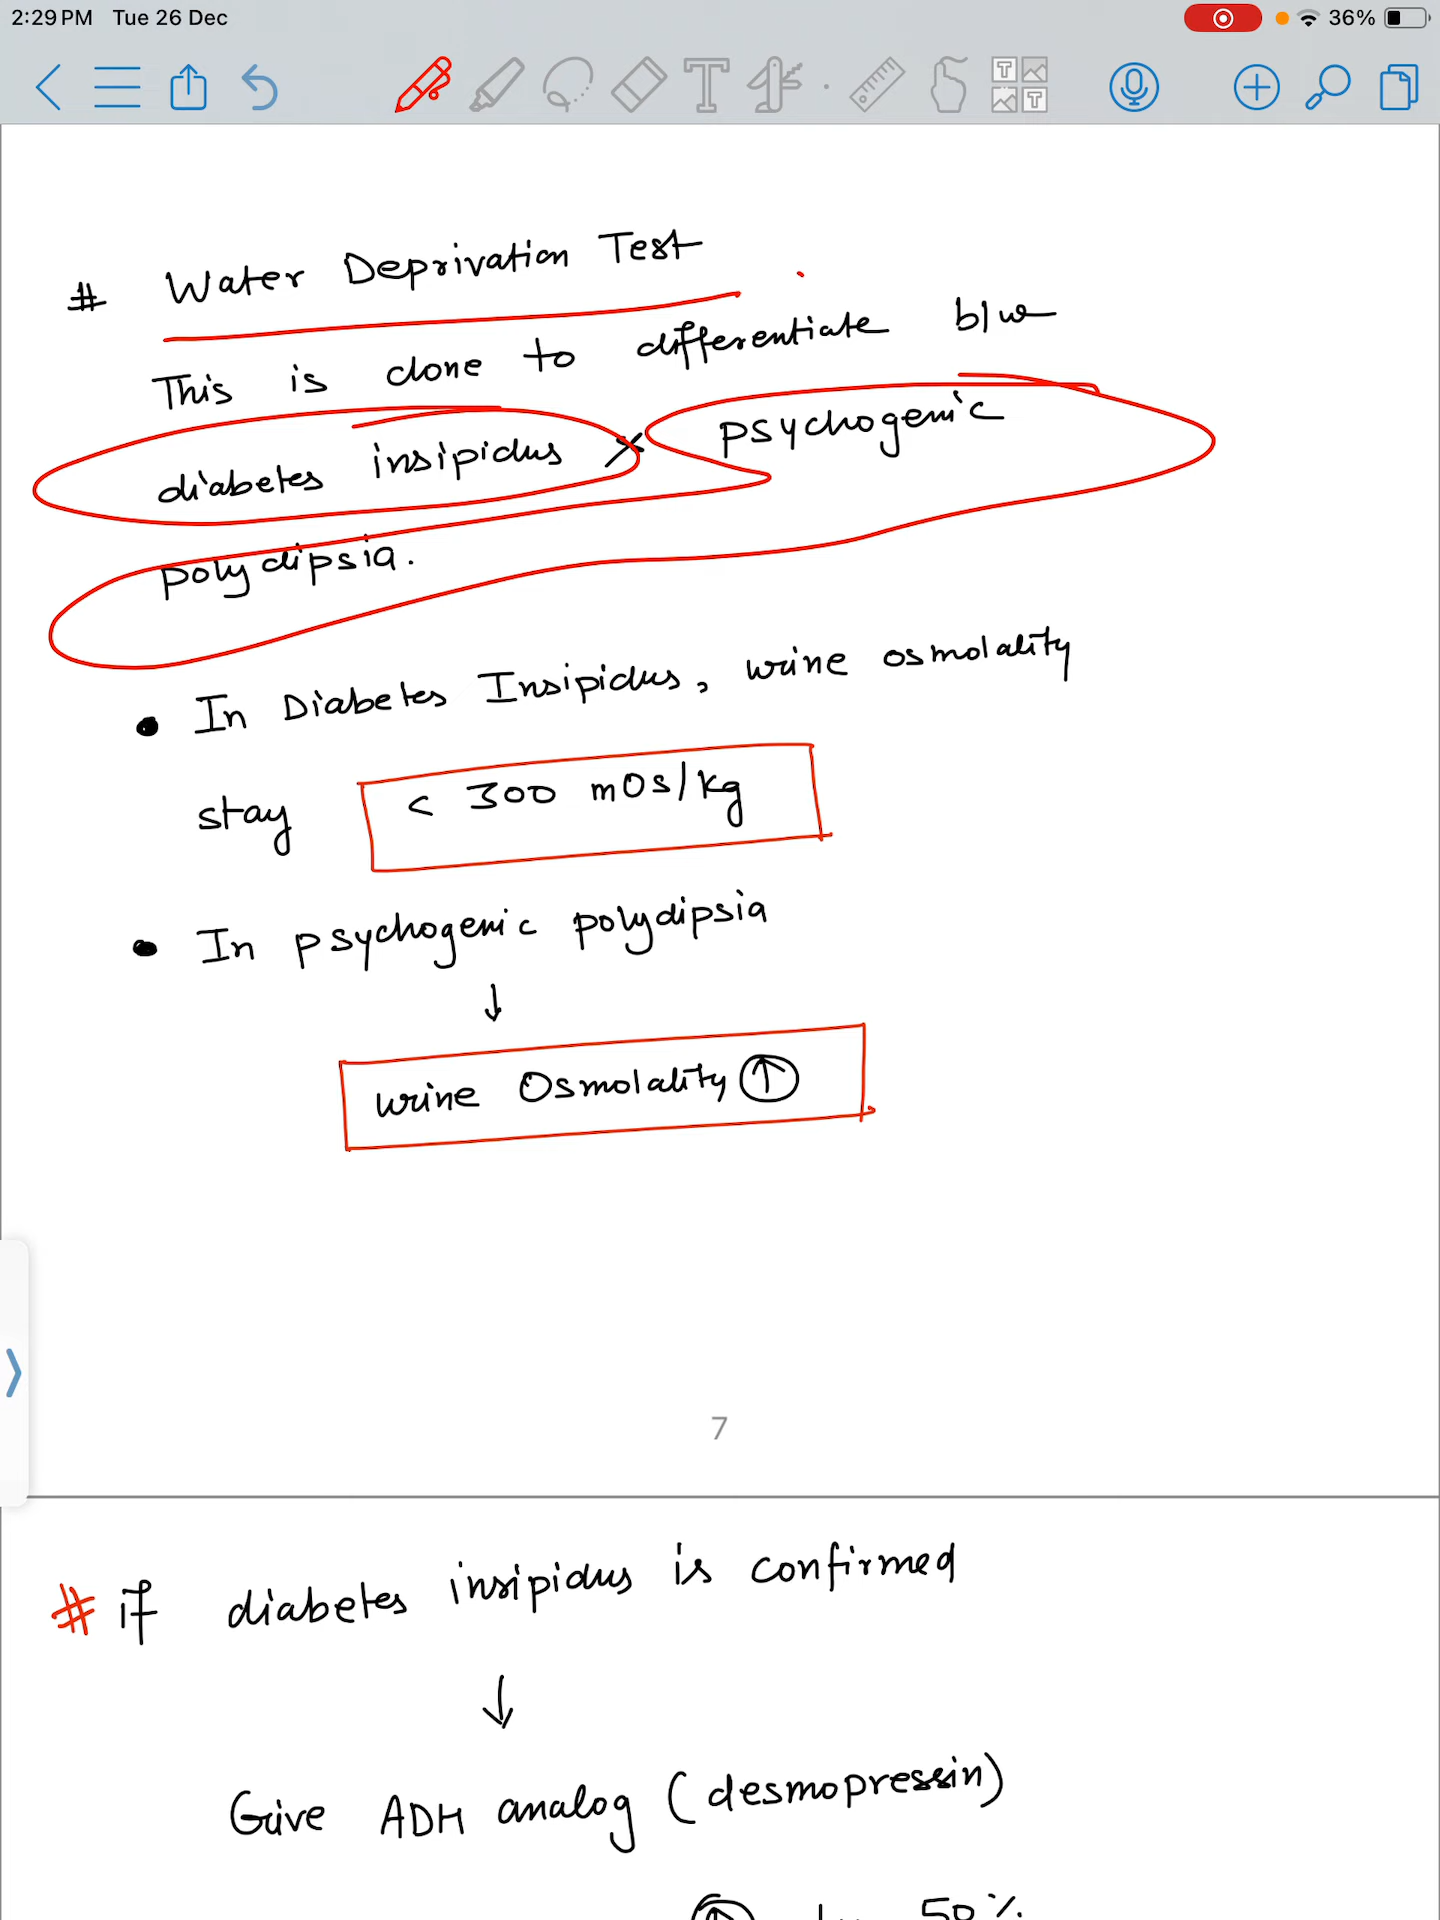 2:29 PM Tue 26 Dec 36%
# Water Deprivation Test
This is done to differentiate b/w
diabetes insipidus & psychogenic
polydipsia.
• In Diabetes Insipidus, urine osmolality
stay < 300 mOs/kg
• In psychogenic polydipsia
↓
urine Osmolality ↑
7
# if diabetes insipidus is confirmed
↓
Give ADH analog (desmopressin)
↑ by 50%